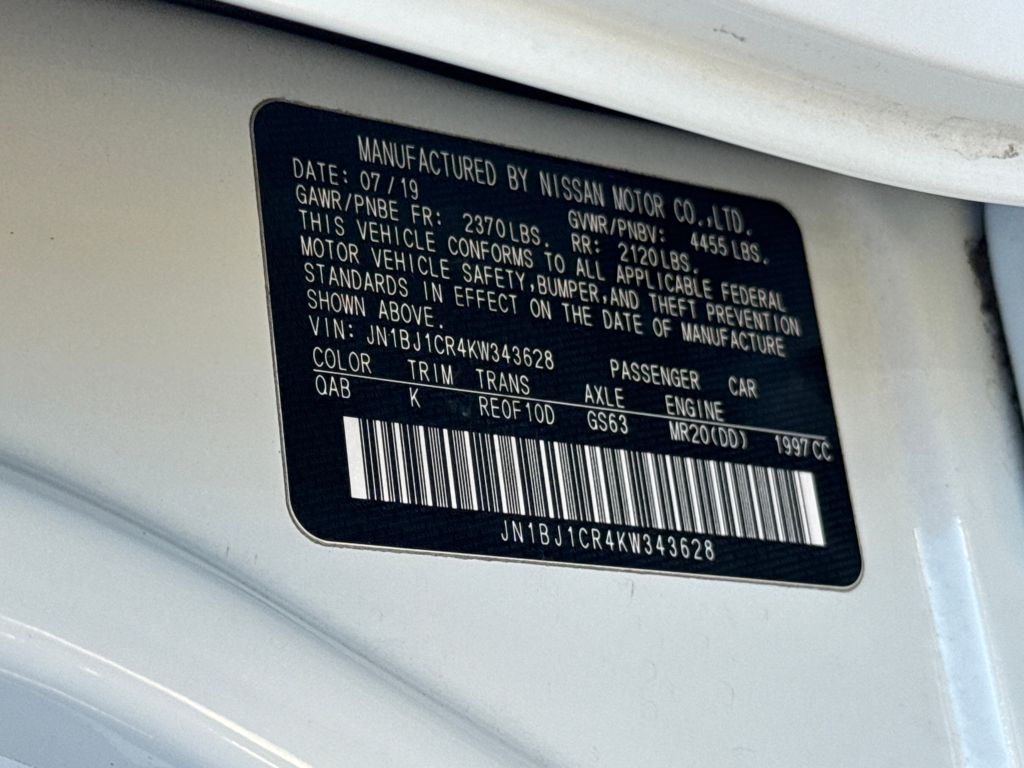 MANUFACTURED BY NISSAN MOTOR CO.,LTD.
DATE: 07/19 GVWR/PNBV: 4455 LBS.
GAWR/PNBE FR: 2370LBS. RR: 2120LBS.
THIS VEHICLE CONFORMS TO ALL APPLICABLE FEDERAL
MOTOR VEHICLE SAFETY,BUMPER,AND THEFT PREVENTION
STANDARDS IN EFFECT ON THE DATE OF MANUFACTURE
SHOWN ABOVE.
VIN: JN1BJ1CR4KW343628 PASSENGER CAR
COLOR TRIM TRANS AXLE ENGINE
QAB K RE0F10D GS63 MR20(DD) 1997CC
JN1BJ1CR4KW343628